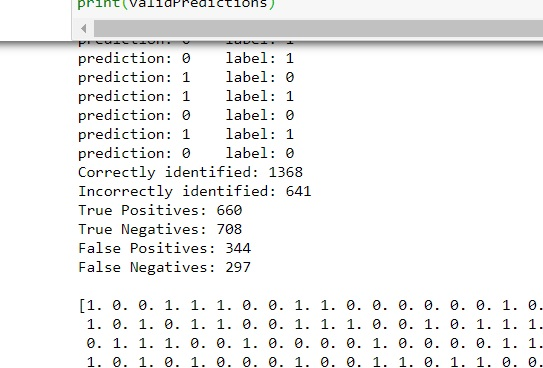 print(validPredictions)
prediction: 0    label: 1
prediction: 0    label: 1
prediction: 1    label: 0
prediction: 1    label: 1
prediction: 0    label: 0
prediction: 1    label: 1
prediction: 0    label: 0
Correctly identified: 1368
Incorrectly identified: 641
True Positives: 660
True Negatives: 708
False Positives: 344
False Negatives: 297
[1. 0. 0. 1. 1. 1. 0. 0. 1. 1. 0. 0. 0. 0. 0. 0. 1. 0.
1. 0. 1. 0. 1. 1. 0. 0. 1. 1. 1. 0. 0. 1. 0. 1. 1. 1.
0. 1. 1. 1. 0. 0. 1. 0. 0. 0. 0. 1. 0. 0. 0. 0. 1. 1.
1. 0. 1. 0. 1. 0. 0. 0. 1. 0. 0. 1. 1. 0. 1. 1. 0. 0.